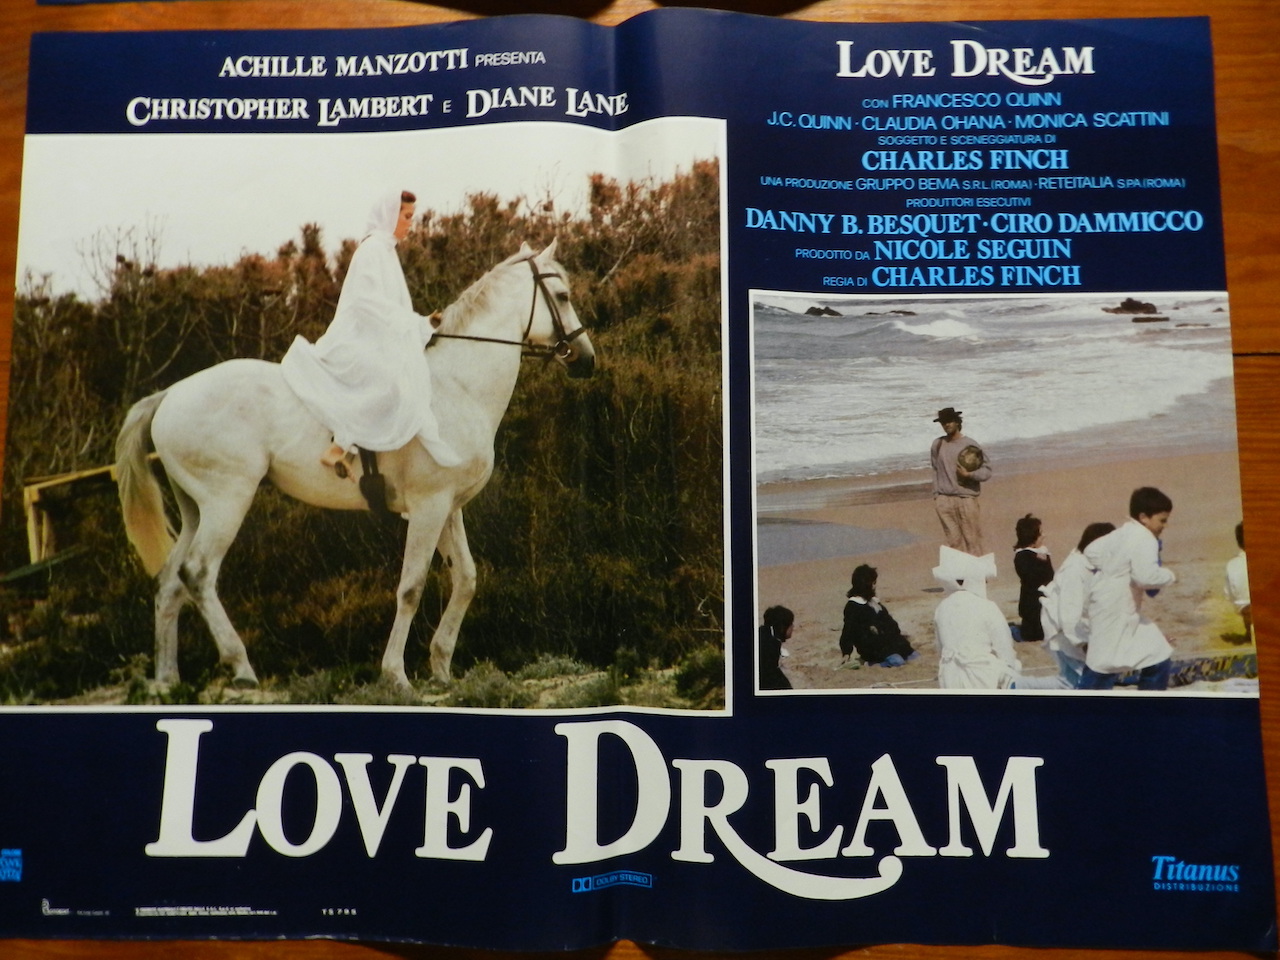 ACHILLE MANZOTTI PRESENTA
CHRISTOPHER LAMBERT E DIANE LANE
LOVE DREAM
CON FRANCESCO QUINN
J.C. QUINN · CLAUDIA OHANA · MONICA SCATTINI
SOGGETTO E SCENEGGIATURA DI
CHARLES FINCH
UNA PRODUZIONE GRUPPO BEMA S.R.L. (ROMA) · RETEITALIA S.P.A (ROMA)
PRODUTTORI ESECUTIVI
DANNY B. BESQUET · CIRO DAMMICCO
PRODOTTO DA NICOLE SEGUIN
REGIA DI CHARLES FINCH
LOVE DREAM
DOLBY STEREO
Titanus
DISTRIBUZIONE